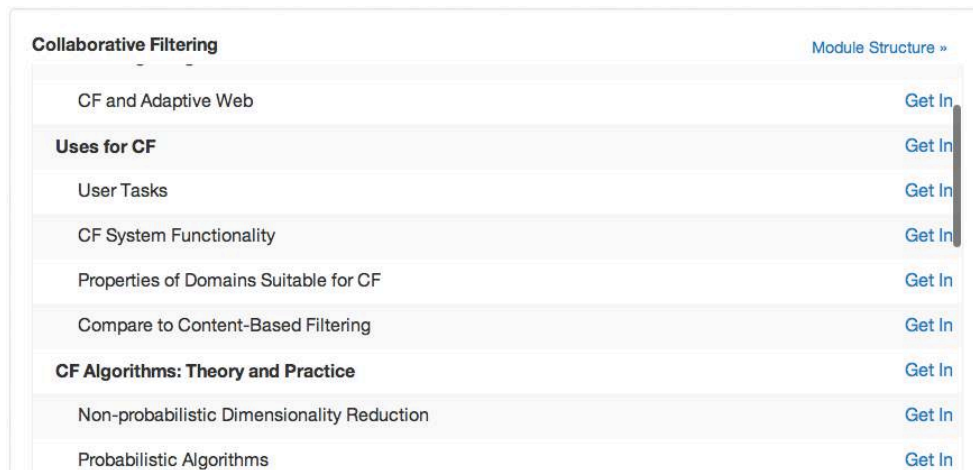 Collaborative Filtering
Module Structure »
CF and Adaptive Web Get In
Uses for CF Get In
User Tasks Get In
CF System Functionality Get In
Properties of Domains Suitable for CF Get In
Compare to Content-Based Filtering Get In
CF Algorithms: Theory and Practice Get In
Non-probabilistic Dimensionality Reduction Get In
Probabilistic Algorithms Get In